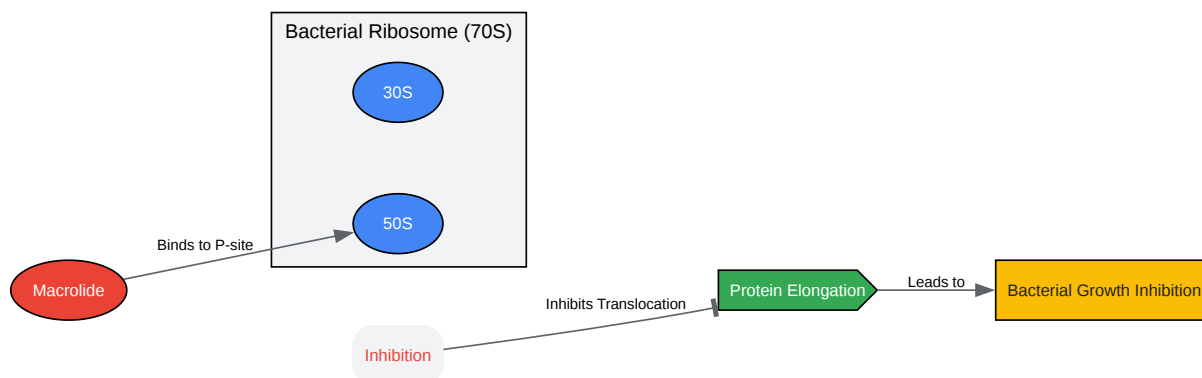 Bacterial Ribosome (70S)
30S
50S
Binds to P-site
Macrolide
Inhibits Translocation
Protein Elongation
Leads to
Bacterial Growth Inhibition
Inhibition